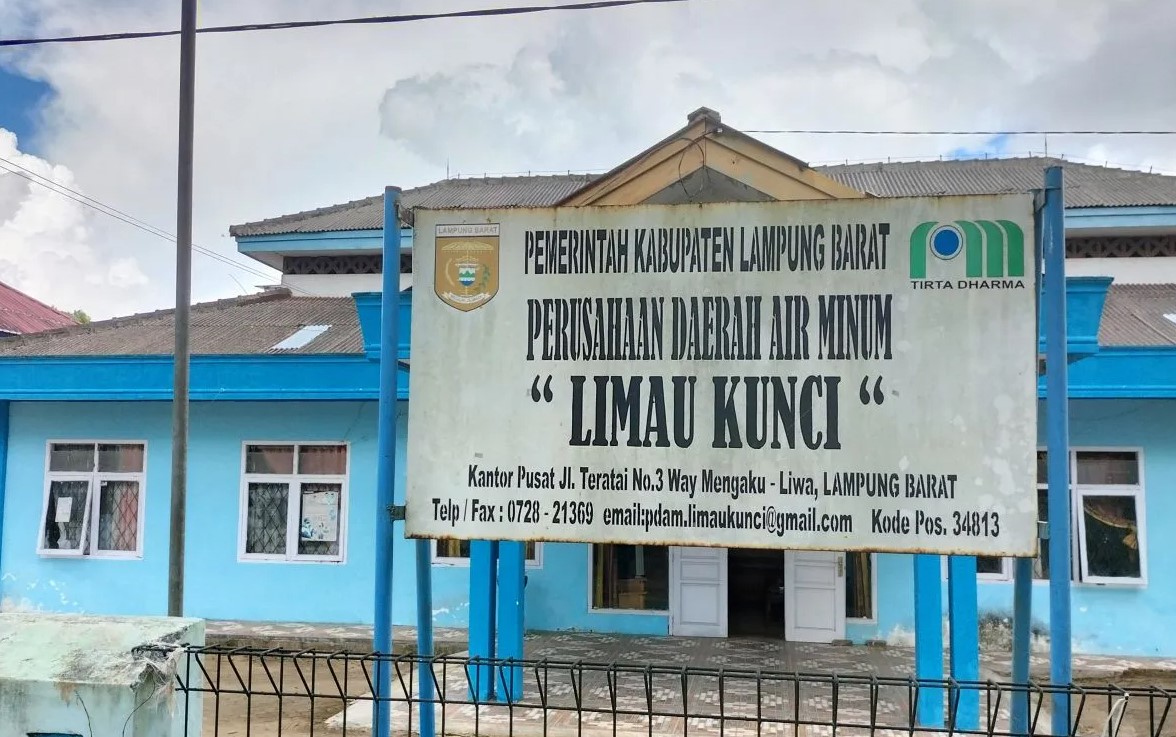 LAMPUNG BARAT
PEMERINTAH KABUPATEN LAMPUNG BARAT
TIRTA DHARMA
PERUSAHAAN DAERAH AIR MINUM
“ LIMAU KUNCI “
Kantor Pusat Jl. Teratai No.3 Way Mengaku - Liwa, LAMPUNG BARAT
Telp / Fax : 0728 - 21369 email:pdam.limaukunci@gmail.com Kode Pos. 34813